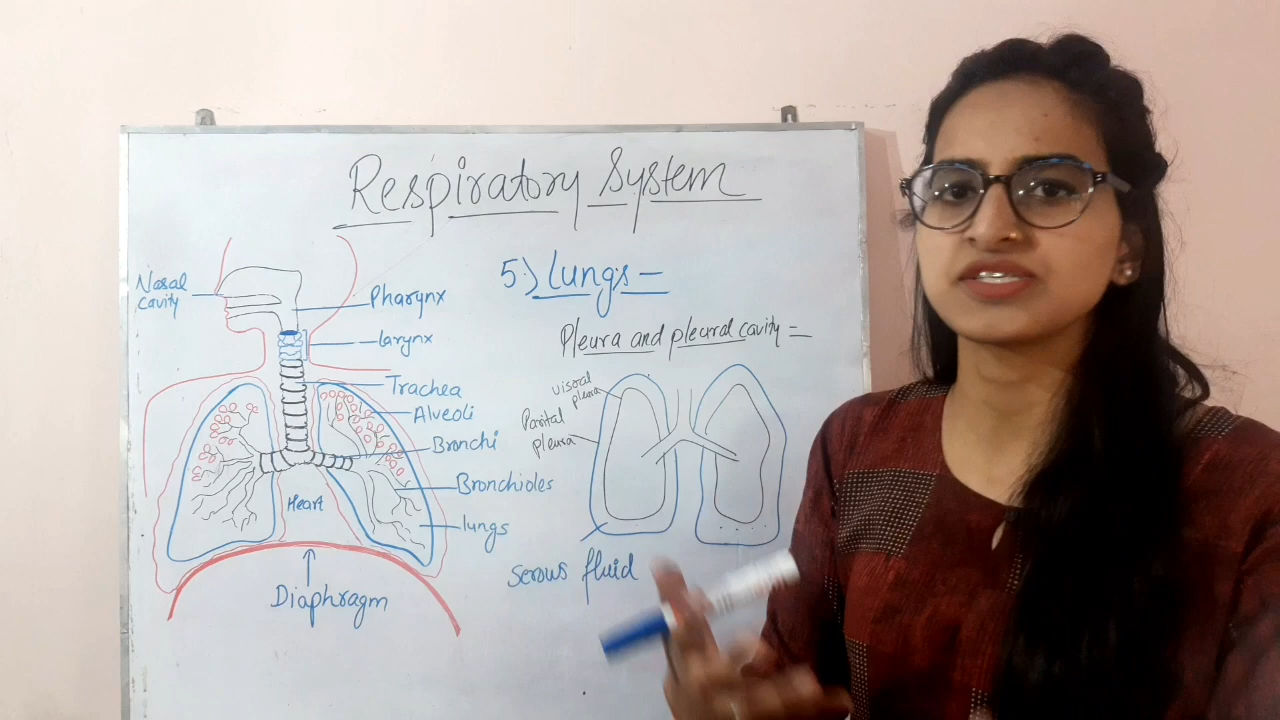 Respiratory System
Nasal
cavity
Pharynx
larynx
Trachea
Alveoli
Bronchi
Bronchioles
lungs
Heart
Diaphragm
5.) Lungs -
Pleura and pleural cavity =
visral
pleura
Parital
pleura
serous fluid